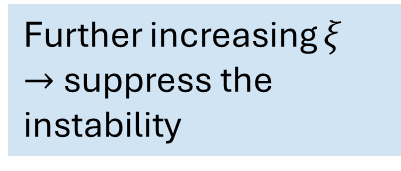 Further increasing ξ
→ suppress the
instability